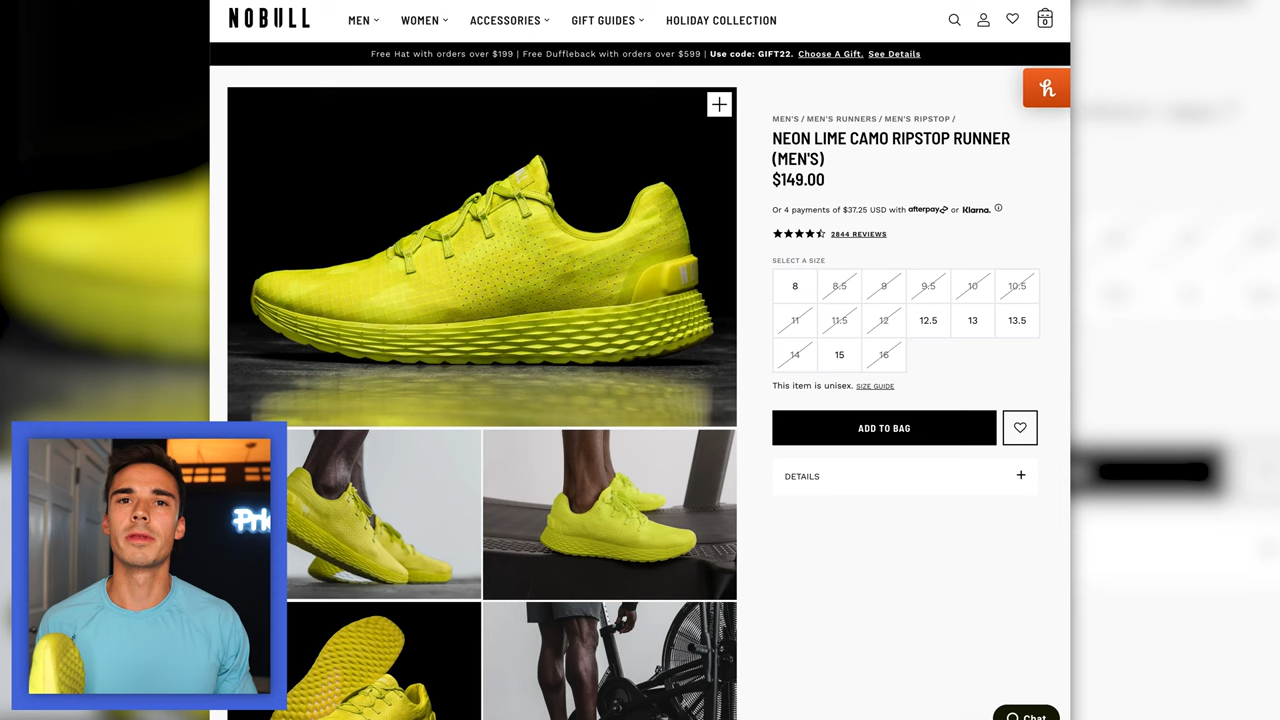 NOBULL
MEN
WOMEN
ACCESSORIES
GIFT GUIDES
HOLIDAY COLLECTION
0
Free Hat with orders over $199 | Free Duffleback with orders over $599 | Use code: GIFT22. Choose A Gift. See Details
h
MEN'S / MEN'S RUNNERS / MEN'S RIPSTOP /
NEON LIME CAMO RIPSTOP RUNNER
(MEN'S)
$149.00
Or 4 payments of $37.25 USD with afterpay or Klarna.
2844 REVIEWS
SELECT A SIZE
8 8.5 9 9.5 10 10.5
11 11.5 12 12.5 13 13.5
14 15 16
This item is unisex. SIZE GUIDE
ADD TO BAG
DETAILS
Chat